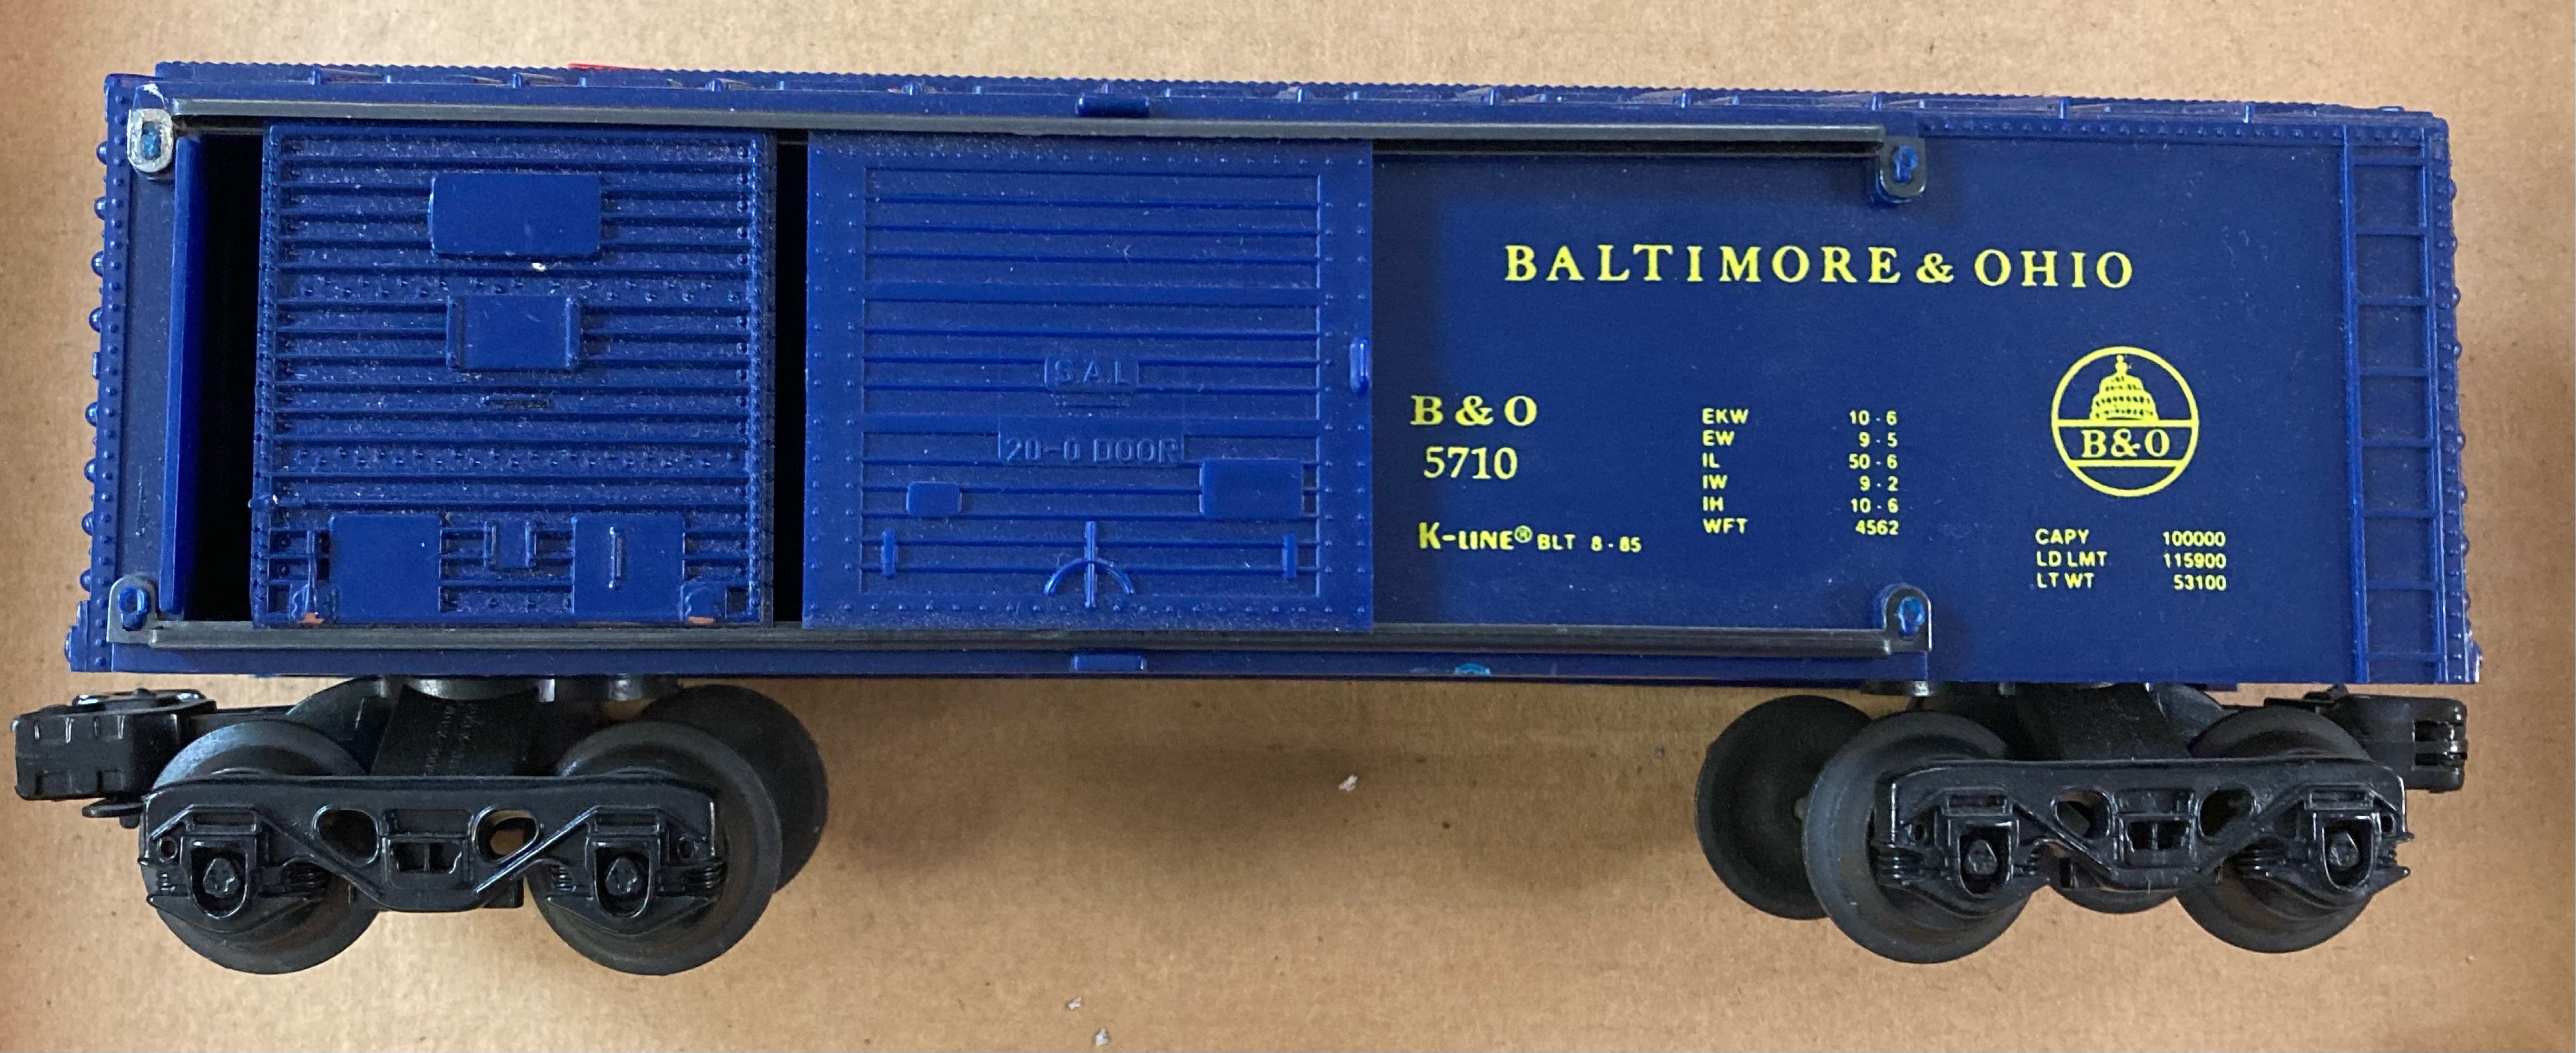 S.A.L
20-0 DOOR
BALTIMORE & OHIO
B & O
5710
K-LINE® BLT 8-85
EKW 10-6
EW 9-5
IL 50-6
IW 9-2
IH 10-6
WFT 4562
B&O
CAPY 100000
LD LMT 115900
LT WT 53100